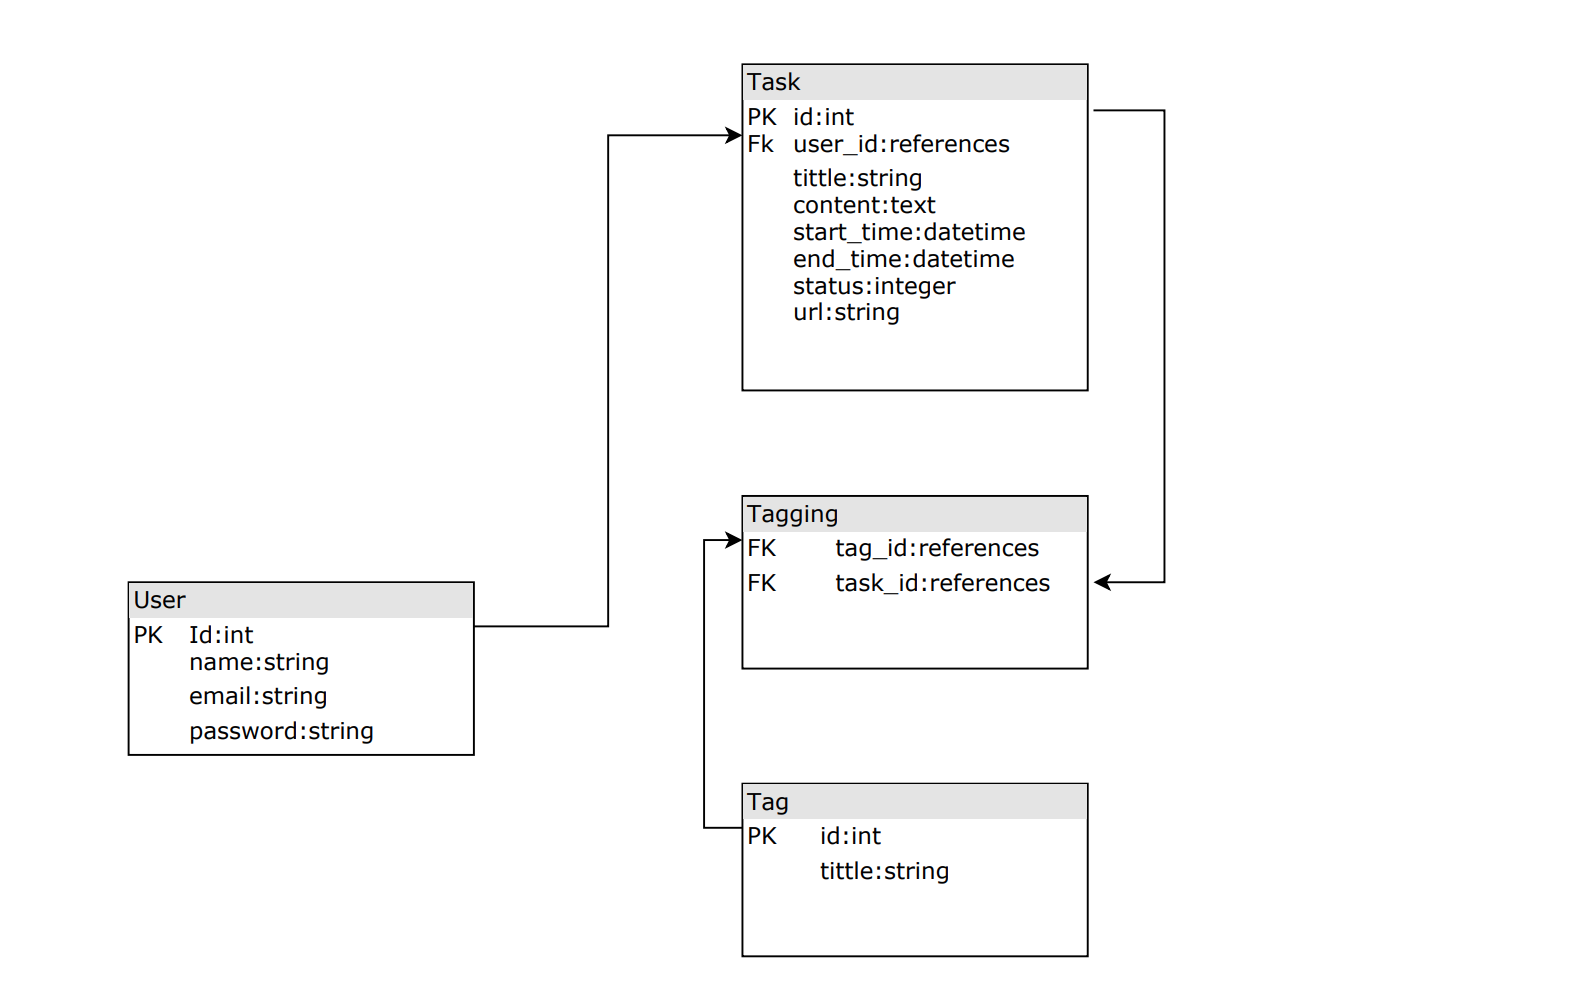 Task
PK id:int
Fk user_id:references
tittle:string
content:text
start_time:datetime
end_time:datetime
status:integer
url:string
Tagging
FK tag_id:references
FK task_id:references
User
PK Id:int
name:string
email:string
password:string
Tag
PK id:int
tittle:string